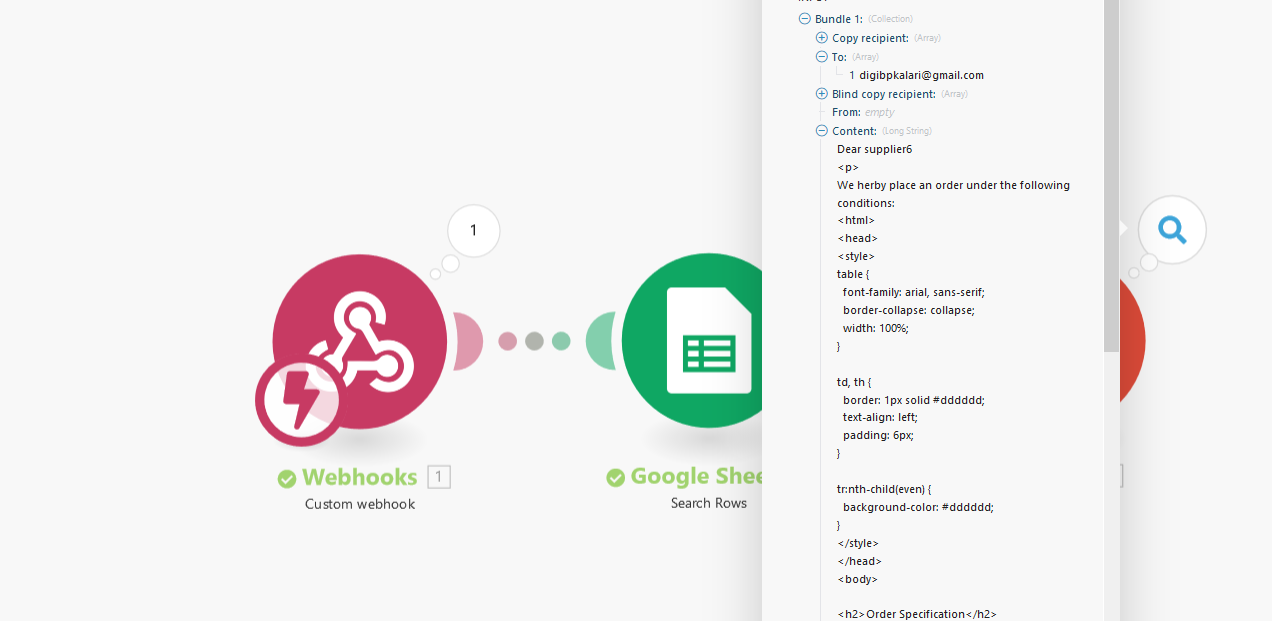 1
Webhooks 1
Custom webhook
Google Shee
Search Rows
Bundle 1: (Collection)
Copy recipient: (Array)
To: (Array)
1 digibpkalari@gmail.com
Blind copy recipient: (Array)
From: empty
Content: (Long String)
Dear supplier6
<p>
We herby place an order under the following
conditions:
<html>
<head>
<style>
table {
font-family: arial, sans-serif;
border-collapse: collapse;
width: 100%;
}
td, th {
border: 1px solid #dddddd;
text-align: left;
padding: 6px;
}
tr:nth-child(even) {
background-color: #dddddd;
}
</style>
</head>
<body>
<h2>Order Specification</h2>